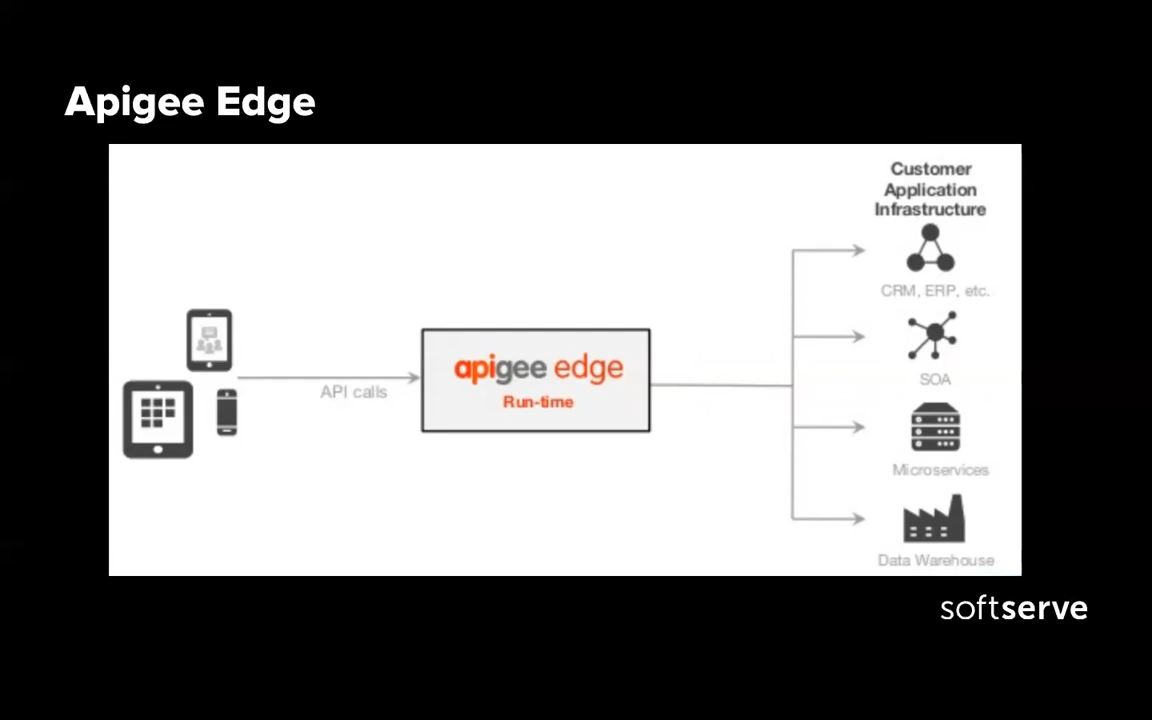 Apigee Edge
Customer
Application
Infrastructure
CRM, ERP, etc.
API calls
apigee edge
Run-time
SOA
Microservices
Data Warehouse
softserve